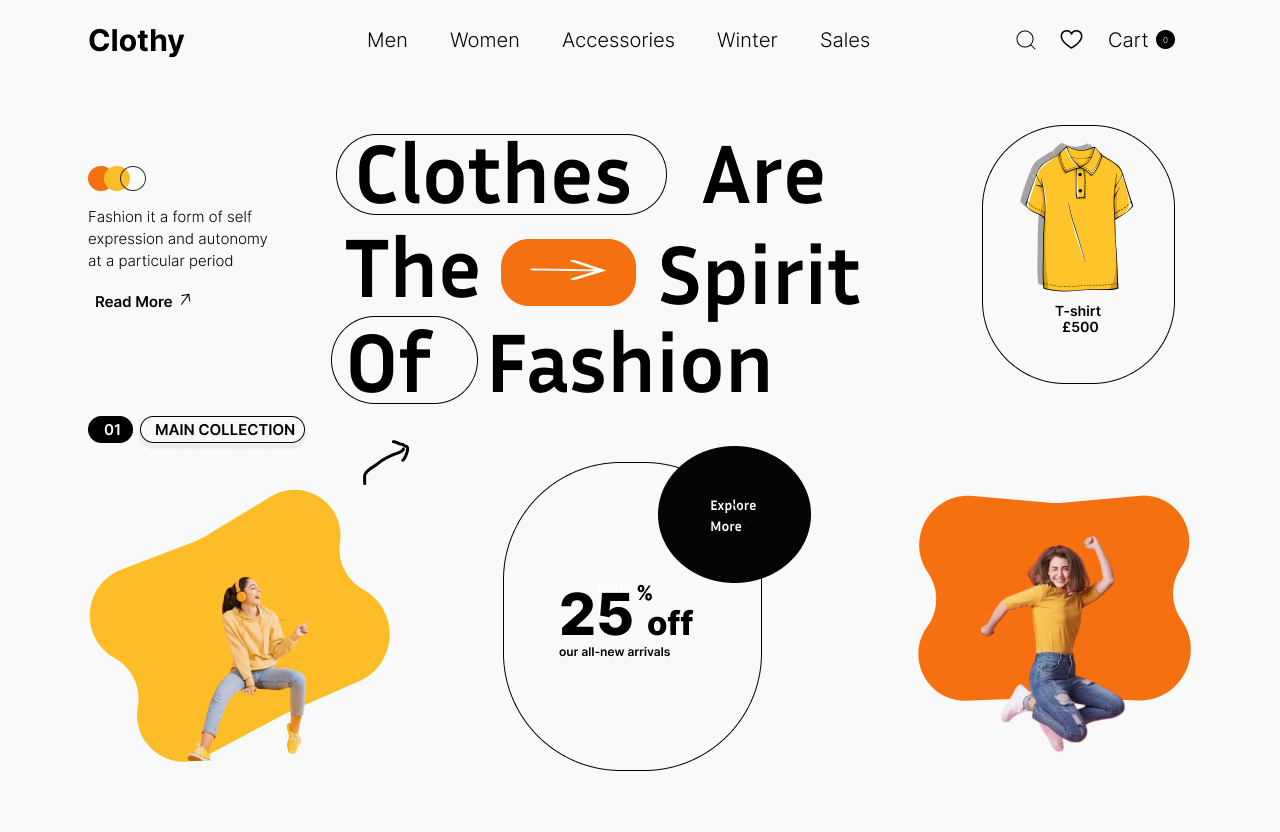 Clothy
Men Women Accessories Winter Sales
Cart 0
Clothes Are
The Spirit
Of Fashion
Fashion it a form of self
expression and autonomy
at a particular period
Read More
T-shirt
£500
01 MAIN COLLECTION
Explore
More
25 % off
our all-new arrivals